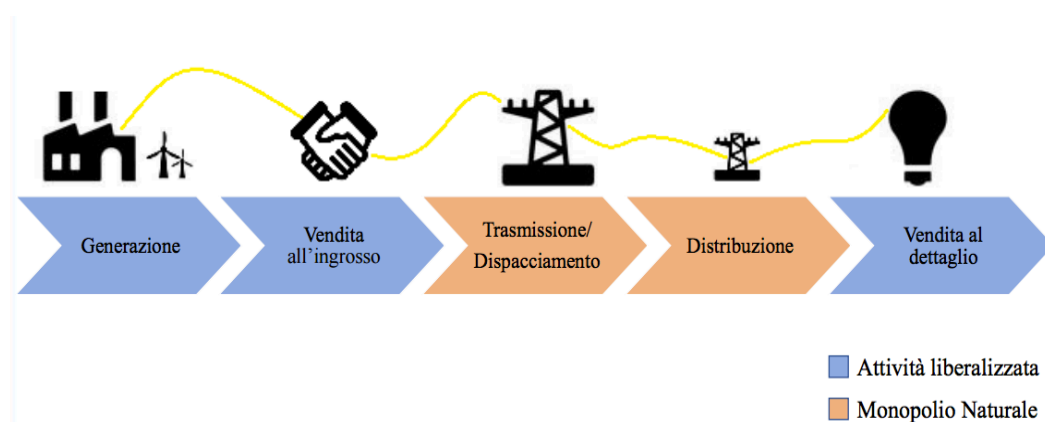 Generazione
Vendita
all'ingrosso
Trasmissione/
Dispacciamento
Distribuzione
Vendita al
dettaglio
Attività liberalizzata
Monopolio Naturale